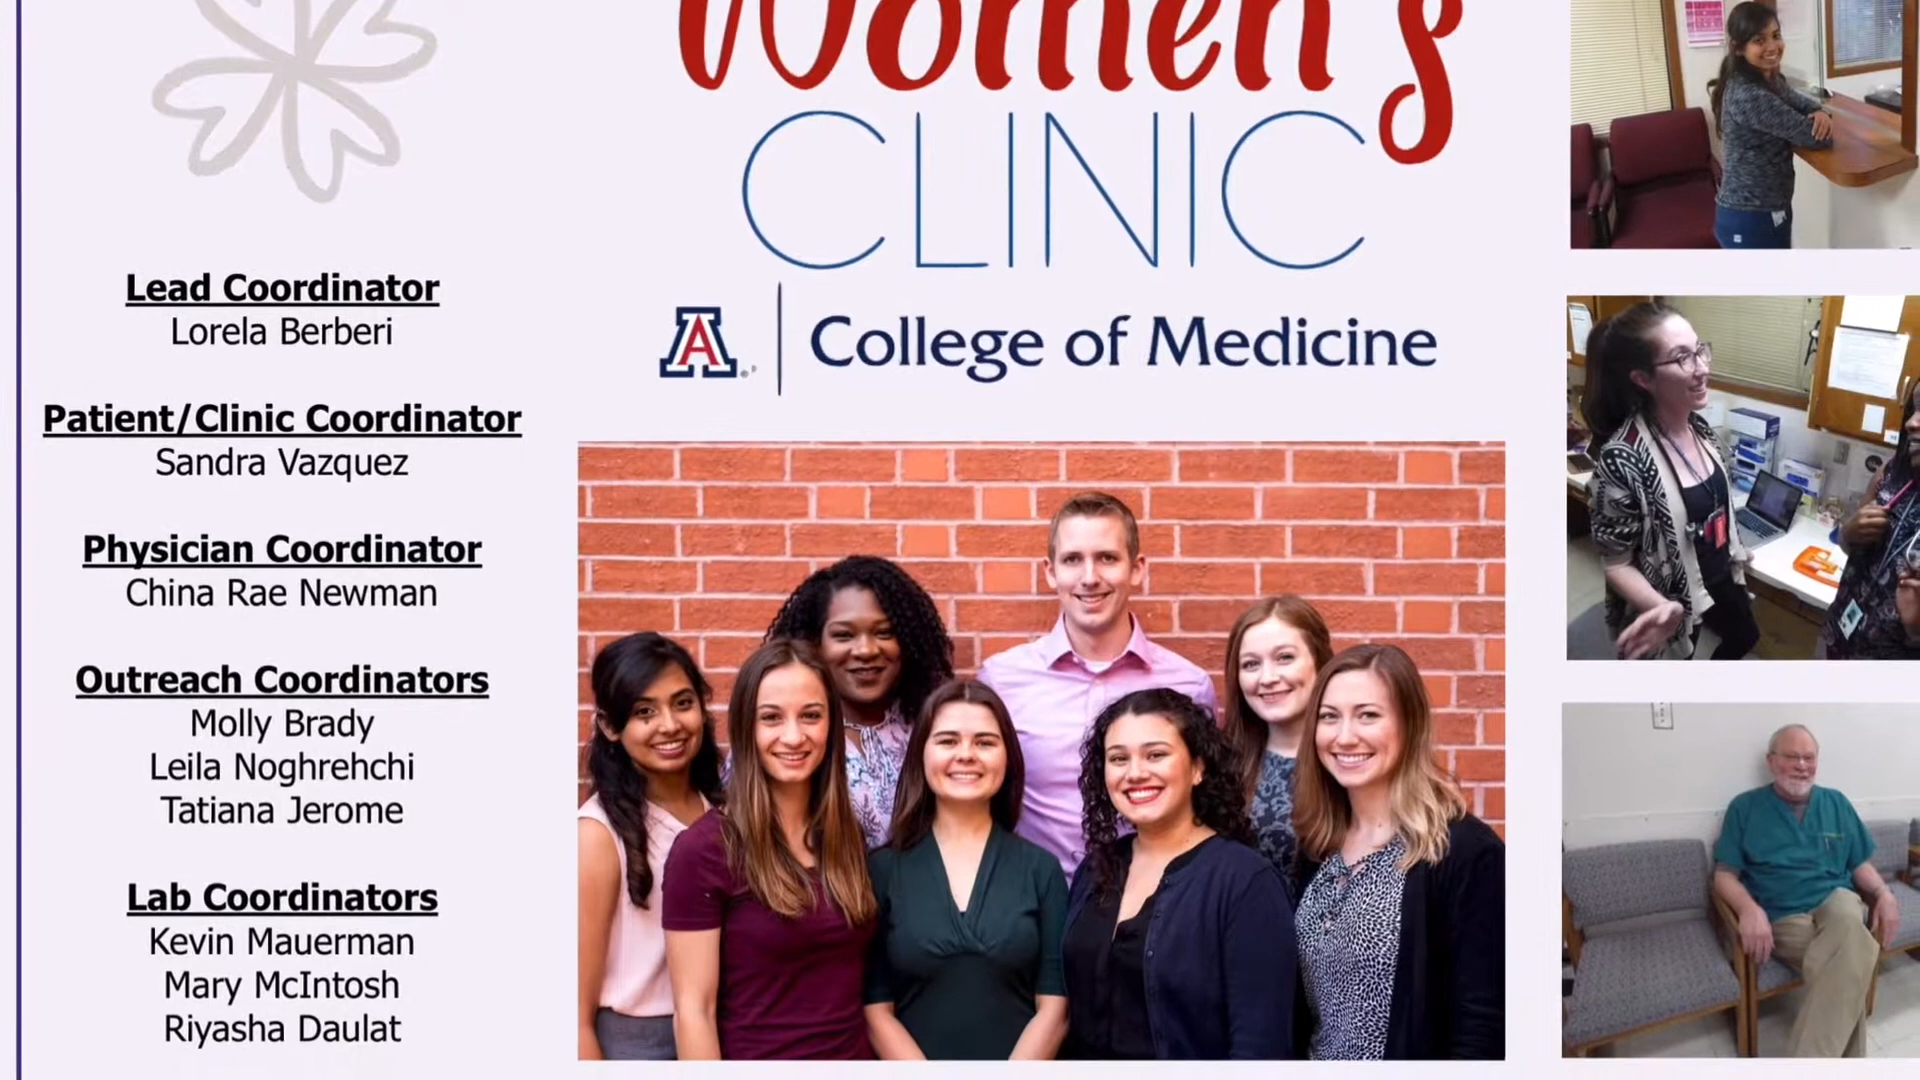 Women's
CLINIC
A
College of Medicine
Lead Coordinator
Lorela Berberi
Patient/Clinic Coordinator
Sandra Vazquez
Physician Coordinator
China Rae Newman
Outreach Coordinators
Molly Brady
Leila Noghrehchi
Tatiana Jerome
Lab Coordinators
Kevin Mauerman
Mary McIntosh
Riyasha Daulat